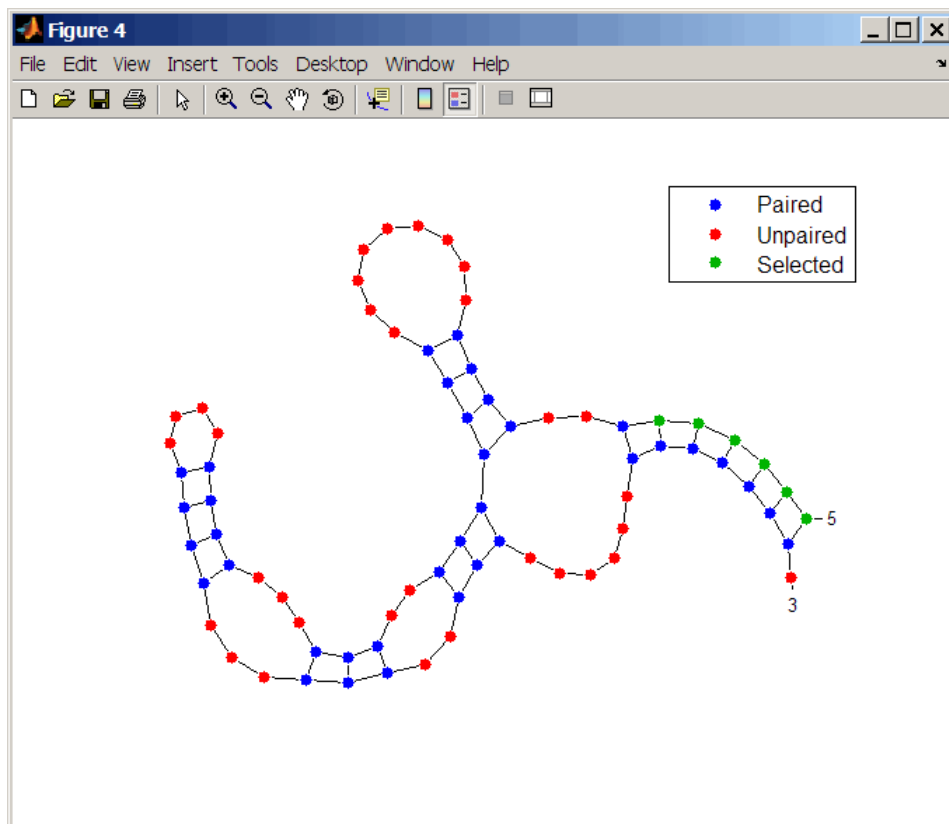 Figure 4
File Edit View Insert Tools Desktop Window Help
Paired
Unpaired
Selected
5
3